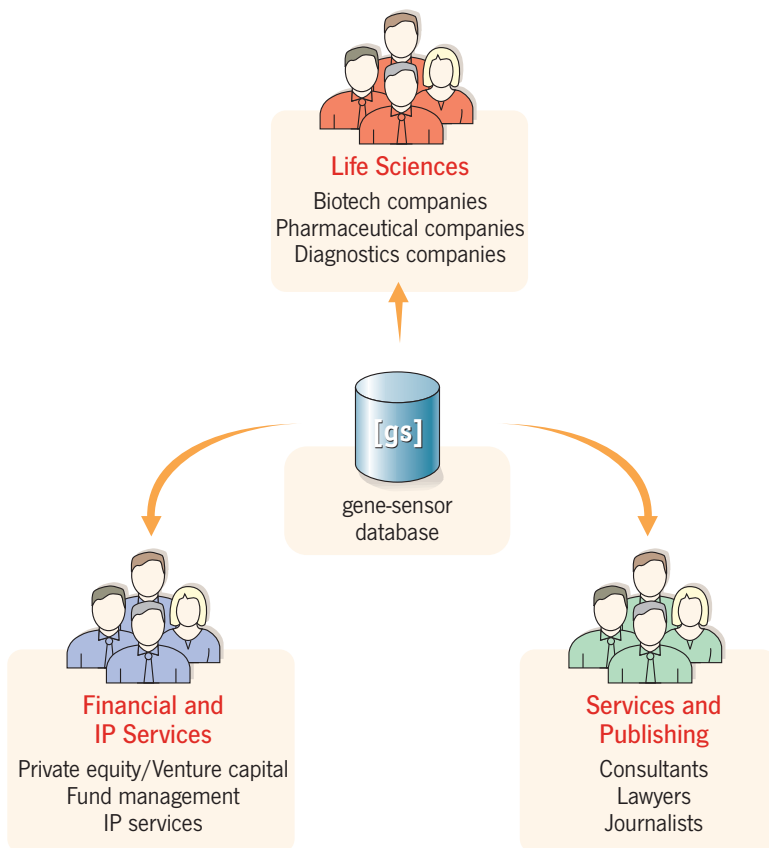 Life Sciences
Biotech companies
Pharmaceutical companies
Diagnostics companies
[gs]
gene-sensor
database
Financial and
IP Services
Private equity/Venture capital
Fund management
IP services
Services and
Publishing
Consultants
Lawyers
Journalists